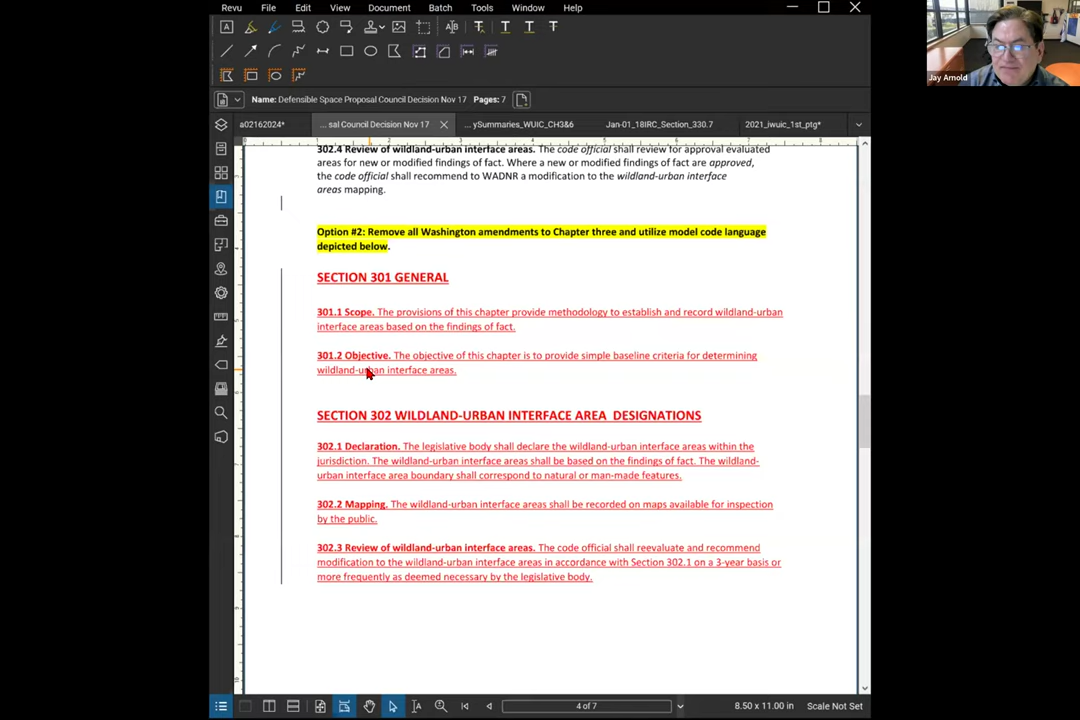 Revu File Edit View Document Batch Tools Window Help
Jay Arnold
Name: Defensible Space Proposal Council Decision Nov 17 Pages: 7
a02162024* ... sal Council Decision Nov 17 ... ySummaries_WUIC_CH3&6 Jan-01_18IRC_Section_330.7 2021_iwuic_1st_ptg*
302.4 Review of wildland-urban interface areas. The code official shall review for approval evaluated
areas for new or modified findings of fact. Where a new or modified findings of fact are approved,
the code official shall recommend to WADNR a modification to the wildland-urban interface
areas mapping.
Option #2: Remove all Washington amendments to Chapter three and utilize model code language
depicted below.
SECTION 301 GENERAL
301.1 Scope. The provisions of this chapter provide methodology to establish and record wildland-urban
interface areas based on the findings of fact.
301.2 Objective. The objective of this chapter is to provide simple baseline criteria for determining
wildland-urban interface areas.
SECTION 302 WILDLAND-URBAN INTERFACE AREA DESIGNATIONS
302.1 Declaration. The legislative body shall declare the wildland-urban interface areas within the
jurisdiction. The wildland-urban interface areas shall be based on the findings of fact. The wildland-
urban interface area boundary shall correspond to natural or man-made features.
302.2 Mapping. The wildland-urban interface areas shall be recorded on maps available for inspection
by the public.
302.3 Review of wildland-urban interface areas. The code official shall reevaluate and recommend
modification to the wildland-urban interface areas in accordance with Section 302.1 on a 3-year basis or
more frequently as deemed necessary by the legislative body.
4 of 7 8.50 x 11.00 in Scale Not Set